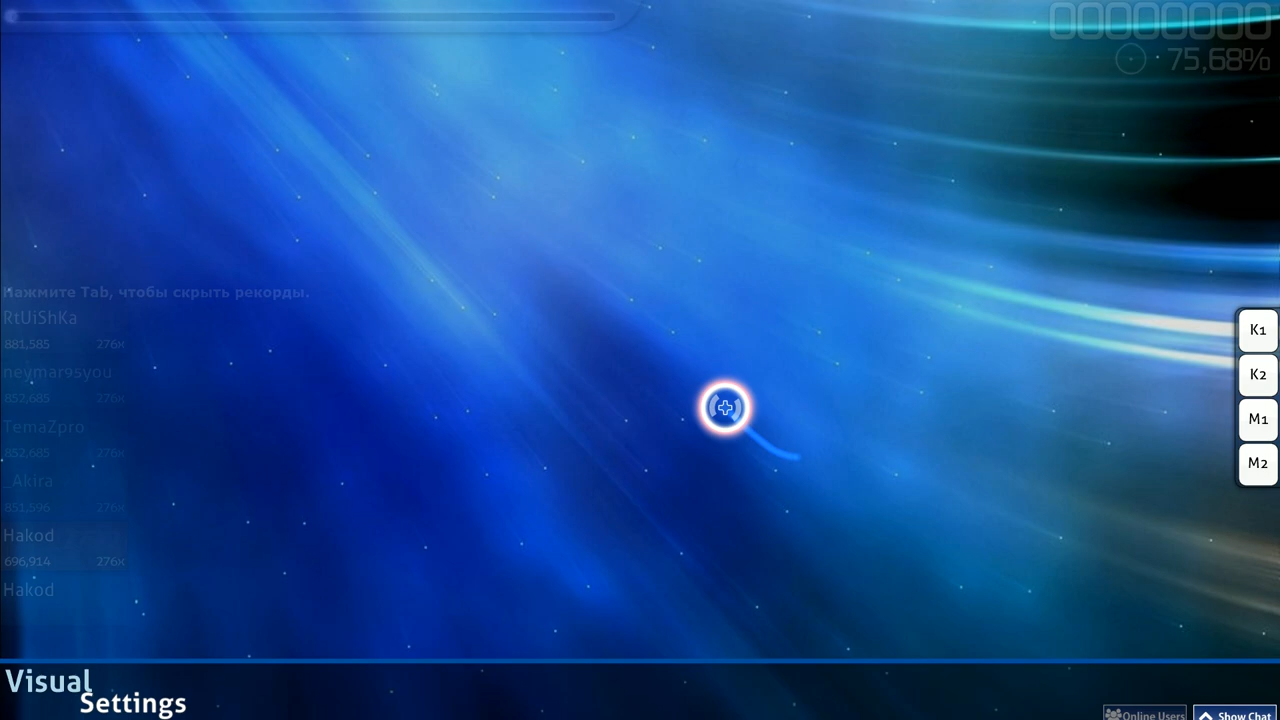 00000000
75,68%
Нажмите Tab, чтобы скрыть рекорды.
RtUiShKa
881,585 276x
neymar95you
852,685 276x
TemaZpro
852,685 276x
_Akira
851,596 276x
Hakod
696,914 276x
Hakod
K1
K2
M1
M2
Visual
Settings
Online Users
Show Chat